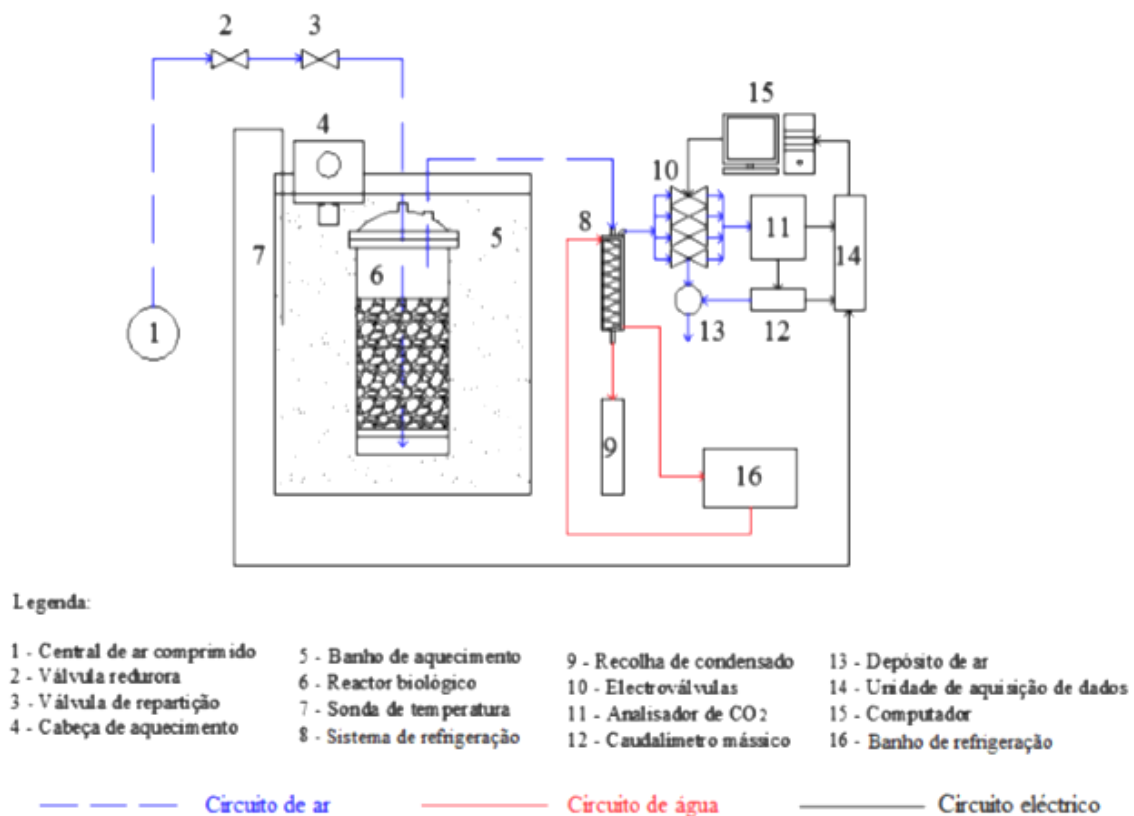 2 3
15
4
10
8
11
5
7
14
6
1
13 12
9
16
Legenda:
1 - Central de ar comprimido
2 - Válvula redurora
3 - Válvula de repartição
4 - Cabeça de aquecimento
5 - Banho de aquecimento
6 - Reactor biológico
7 - Sonda de temperatura
8 - Sistema de refrigeração
9 - Recolha de condensado
10 - Electroválvulas
11 - Analisador de CO2
12 - Caudalímetro mássico
13 - Depósito de ar
14 - Unidade de aquisição de dados
15 - Computador
16 - Banho de refrigeração
Circuito de ar Circuito de água Circuito eléctrico